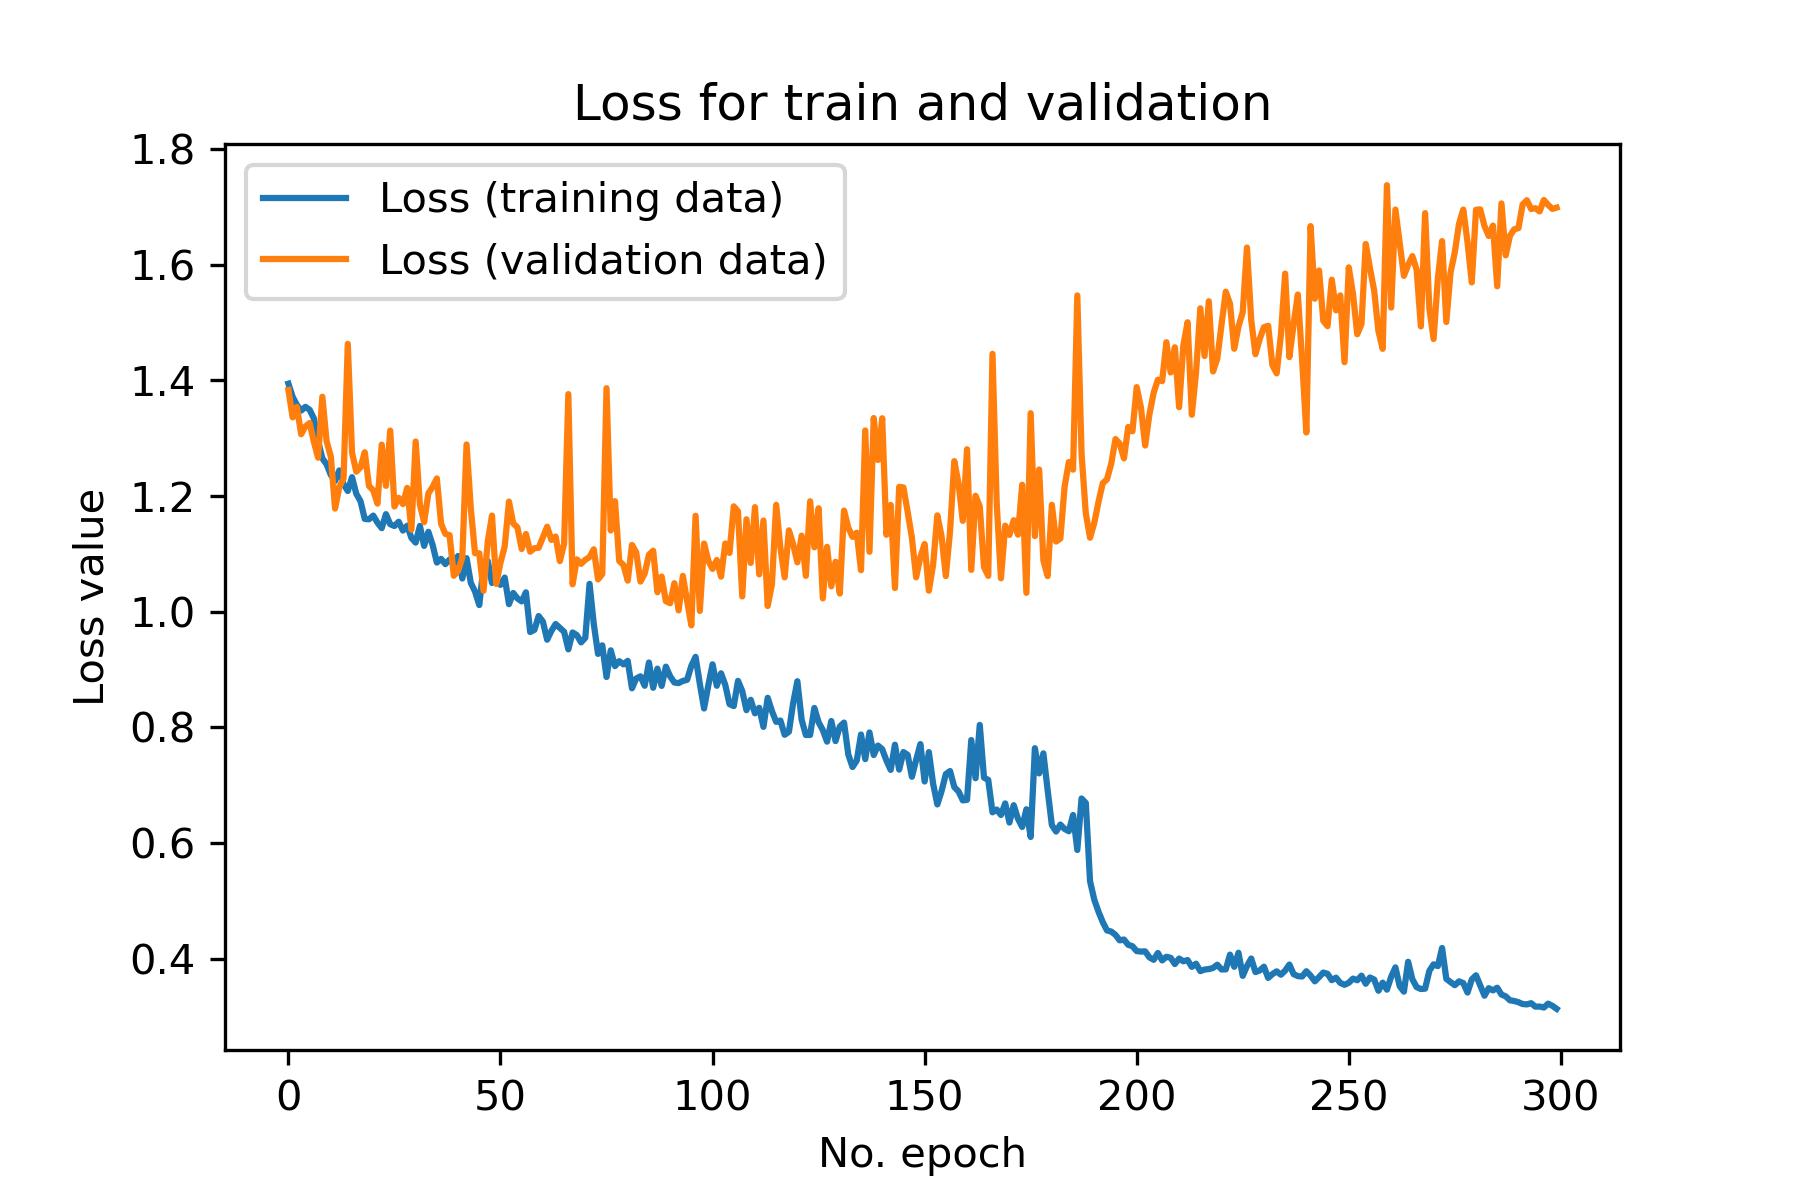 Loss for train and validation
Loss (training data)
Loss (validation data)
1.8
1.6
1.4
1.2
1.0
0.8
0.6
0.4
Loss value
0 50 100 150 200 250 300
No. epoch